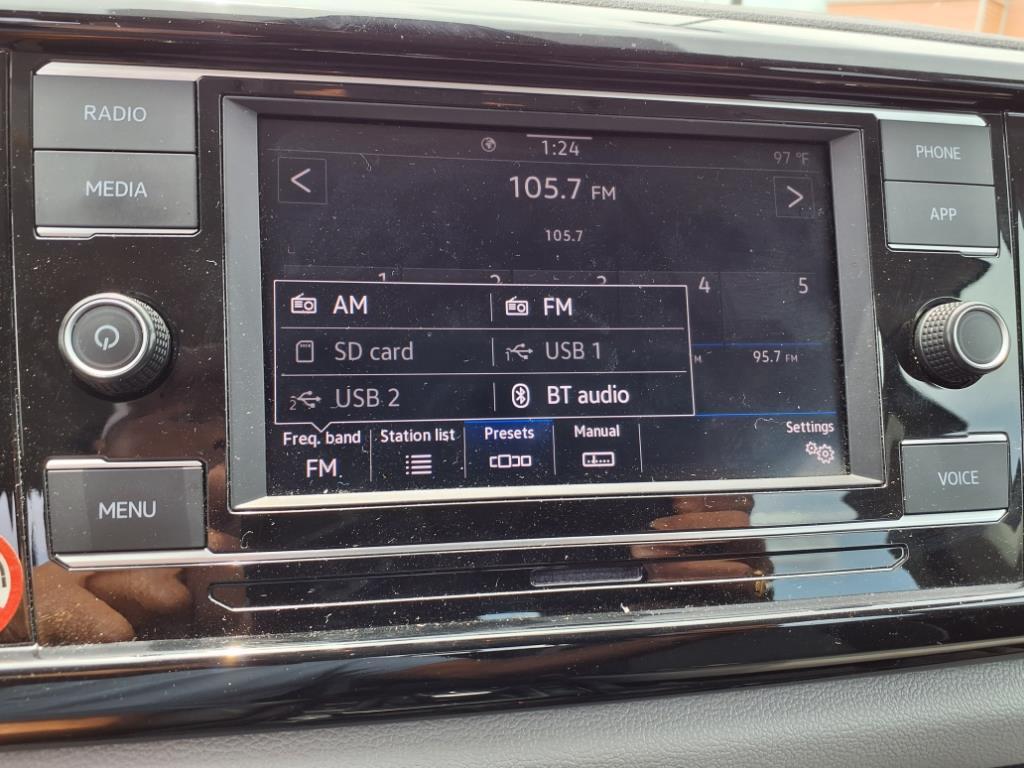 RADIO
MEDIA
MENU
1:24
97 °F
<
105.7 FM
>
105.7
1 2 3 4 5
AM FM
SD card 1 USB 1
2 USB 2 BT audio
M 95.7 FM
Freq. band Station list Presets Manual Settings
FM
PHONE
APP
VOICE